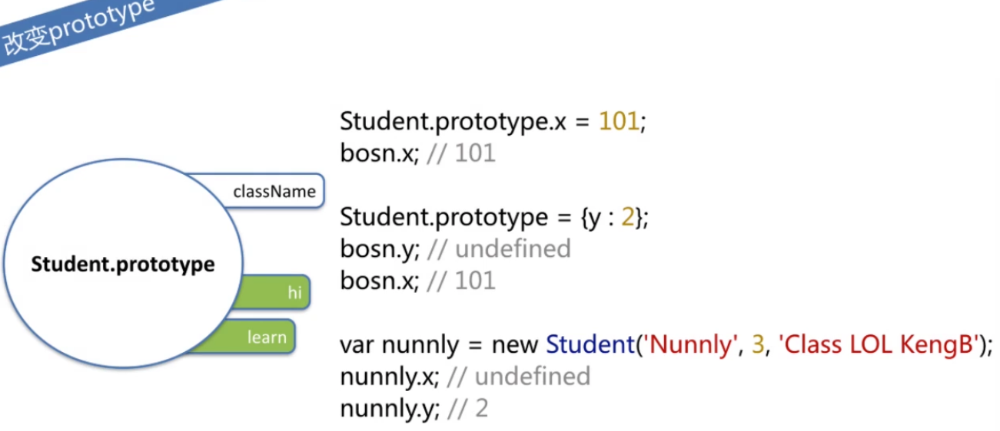 改变prototype
Student.prototype.x = 101;
bosn.x; // 101
className
Student.prototype = {y : 2};
bosn.y; // undefined
Student.prototype
bosn.x; // 101
hi
learn
var nunnly = new Student('Nunnly', 3, 'Class LOL KengB');
nunnly.x; // undefined
nunnly.y; // 2